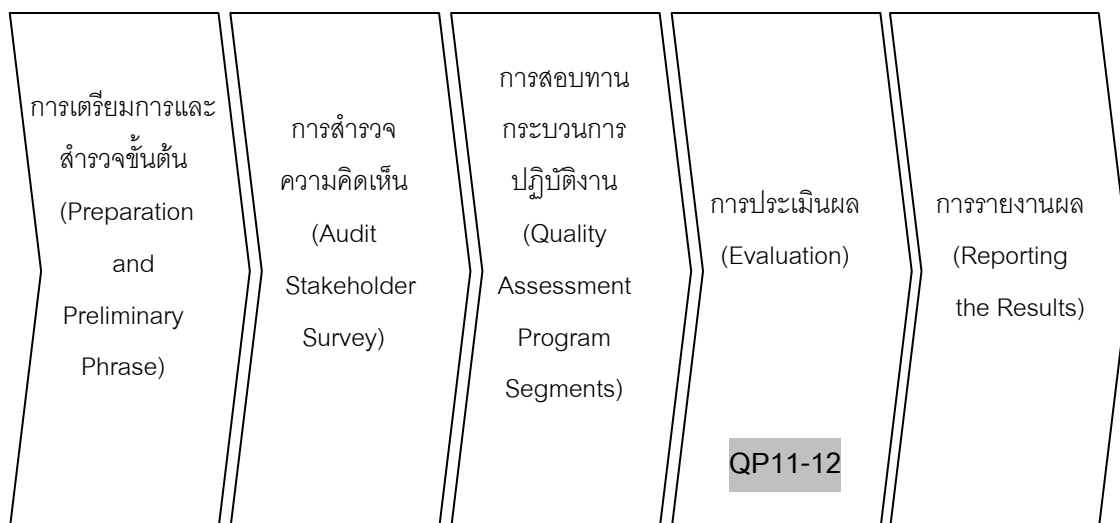 การเตรียมการและ
สำรวจขั้นต้น
(Preparation
and
Preliminary
Phrase)
การสำรวจ
ความคิดเห็น
(Audit
Stakeholder
Survey)
การสอบทาน
กระบวนการ
ปฏิบัติงาน
(Quality
Assessment
Program
Segments)
การประเมินผล
(Evaluation)
QP11-12
การรายงานผล
(Reporting
the Results)